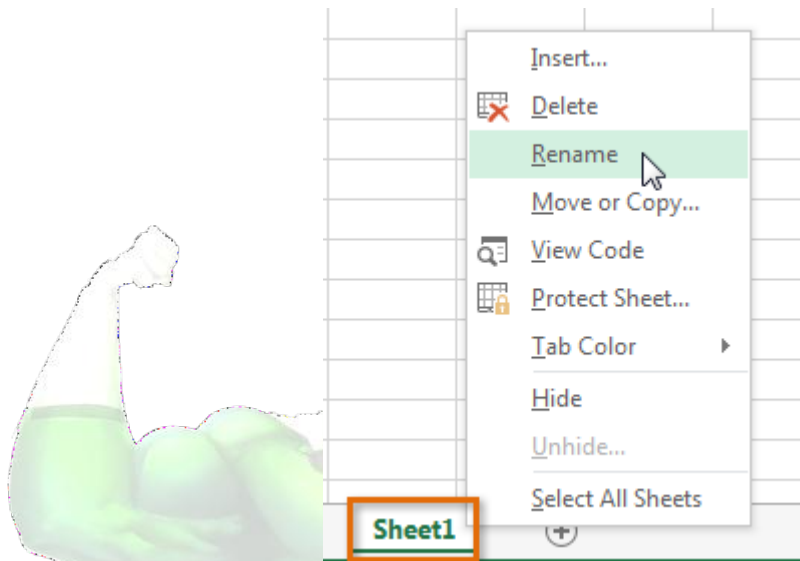 Insert...
Delete
Rename
Move or Copy...
View Code
Protect Sheet...
Tab Color
Hide
Unhide...
Select All Sheets
Sheet1